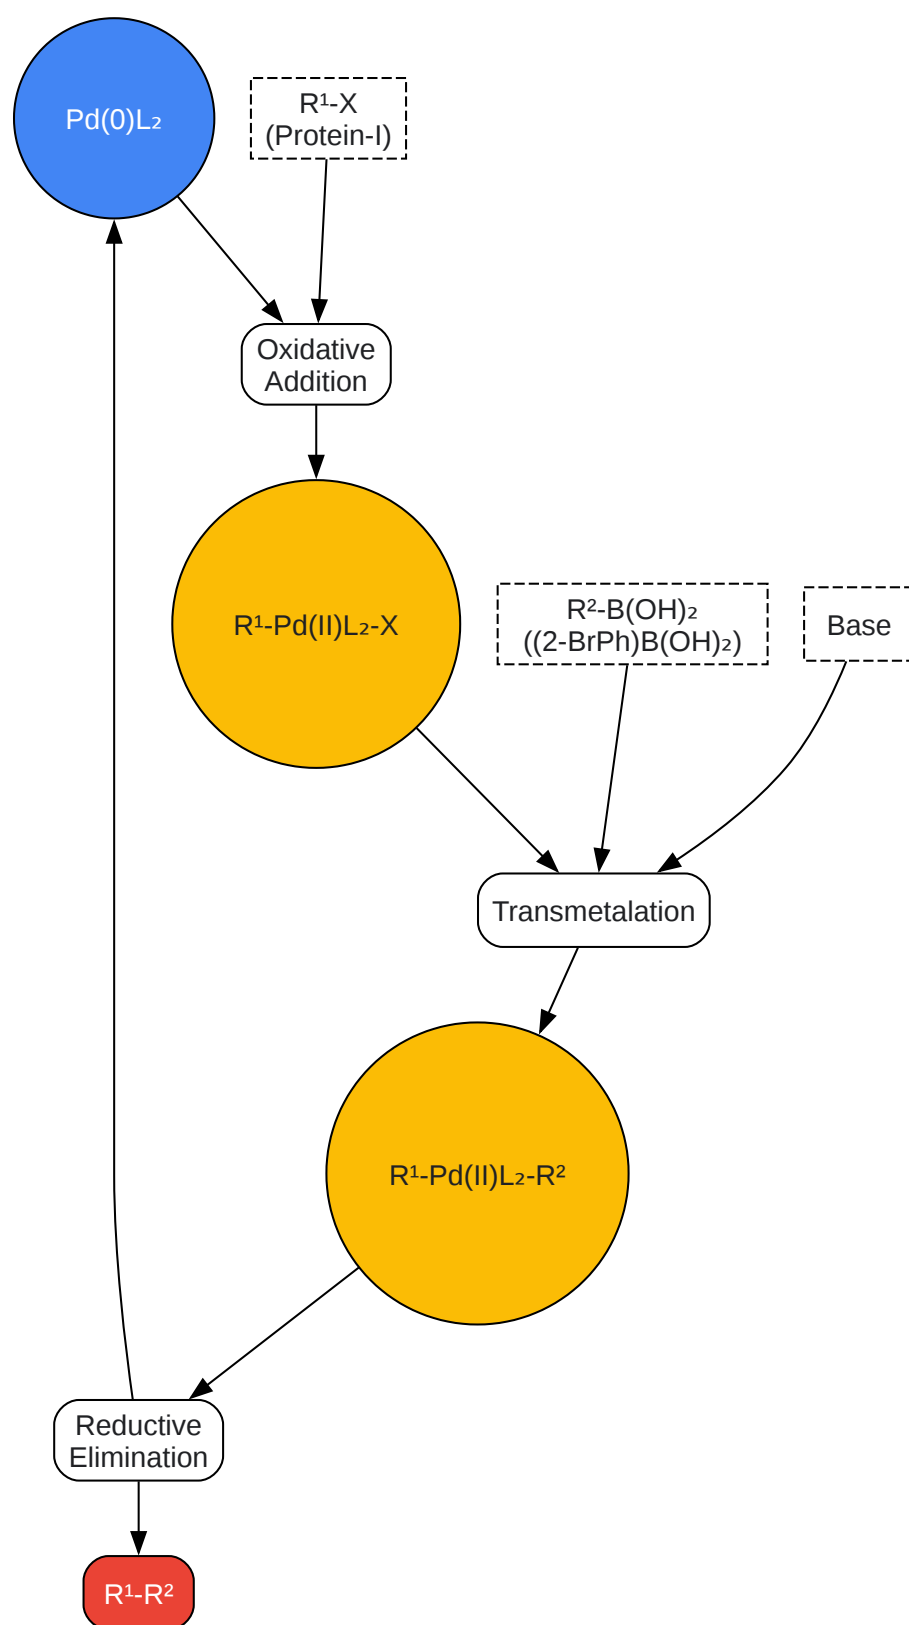 Pd(0)L₂
R¹-X
(Protein-I)
Oxidative
Addition
R¹-Pd(II)L₂-X
R²-B(OH)₂
((2-BrPh)B(OH)₂)
Base
Transmetalation
R¹-Pd(II)L₂-R²
Reductive
Elimination
R¹-R²